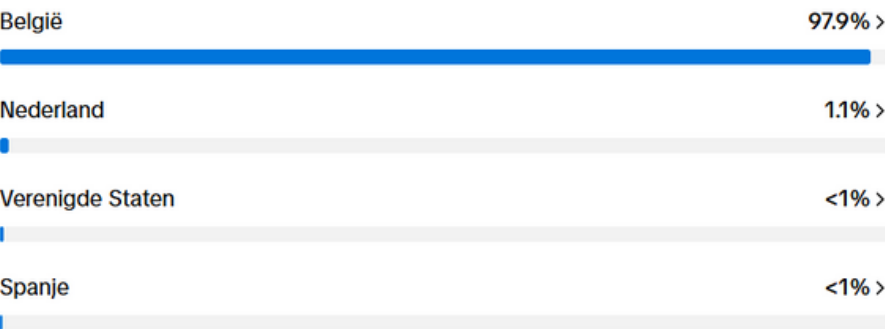 België 97.9% >
Nederland 1.1% >
Verenigde Staten <1% >
Spanje <1% >